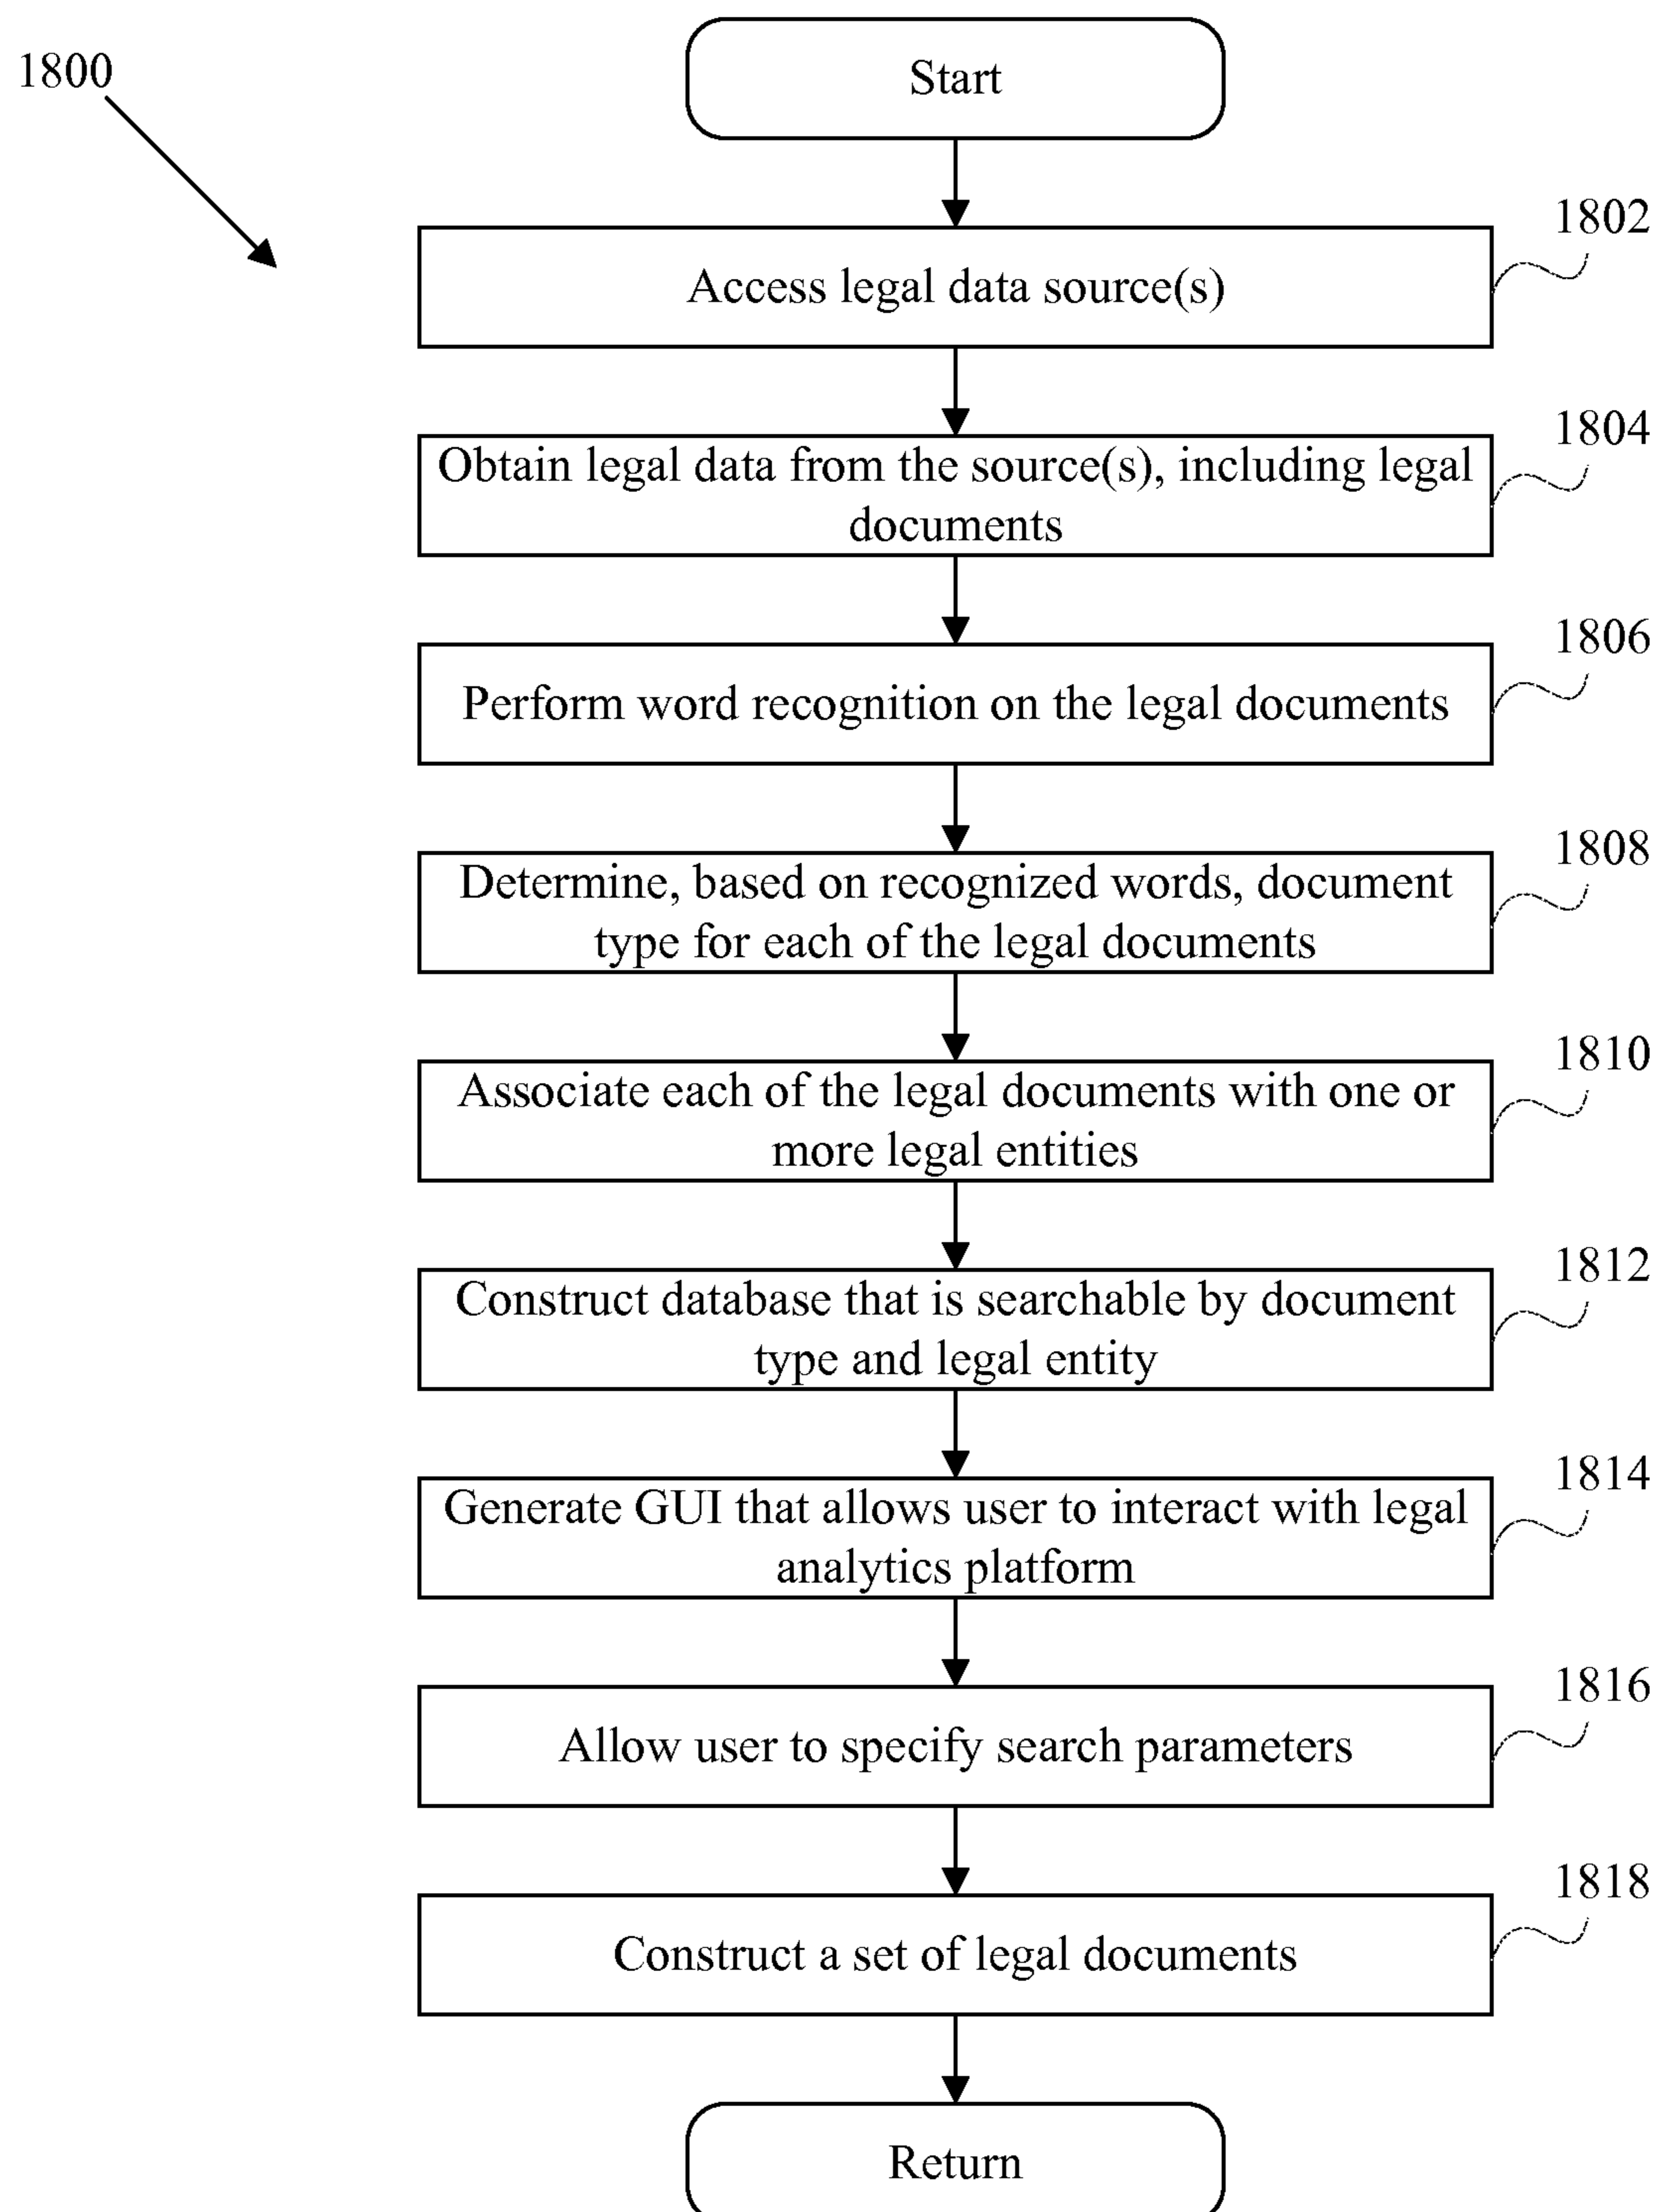 1800
Start
1802
Access legal data source(s)
1804
Obtain legal data from the source(s), including legal
documents
1806
Perform word recognition on the legal documents
1808
Determine, based on recognized words, document
type for each of the legal documents
1810
Associate each of the legal documents with one or
more legal entities
1812
Construct database that is searchable by document
type and legal entity
1814
Generate GUI that allows user to interact with legal
analytics platform
1816
Allow user to specify search parameters
1818
Construct a set of legal documents
Return